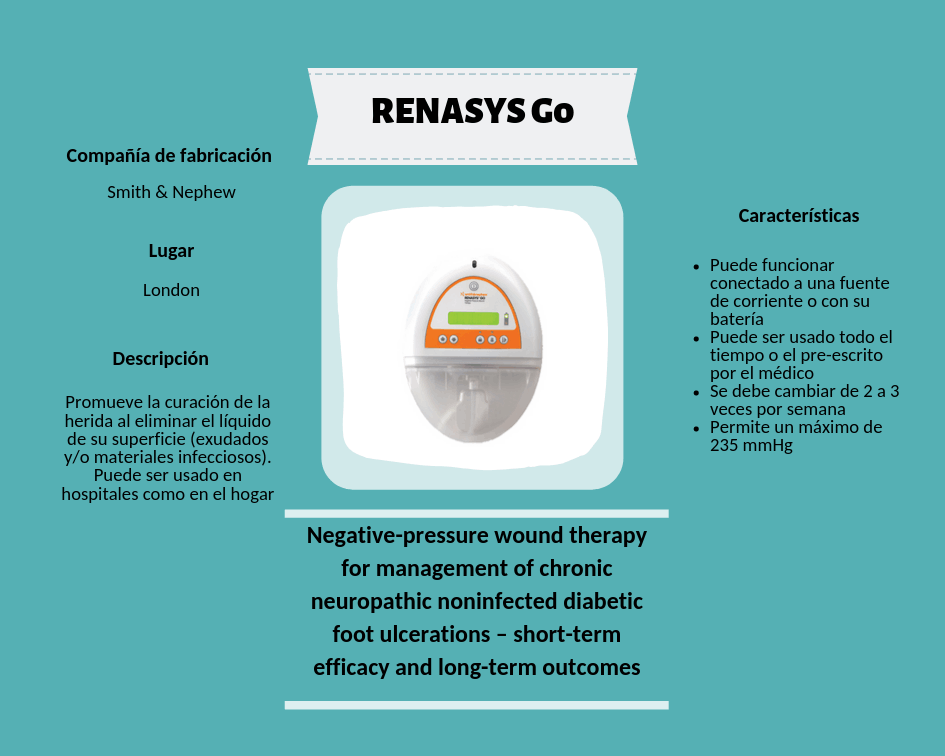 RENASYS Go
Compañía de fabricación
Smith & Nephew
Lugar
London
Descripción
Promueve la curación de la
herida al eliminar el líquido
de su superficie (exudados
y/o materiales infecciosos).
Puede ser usado en
hospitales como en el hogar
Características
• Puede funcionar
conectado a una fuente
de corriente o con su
batería
• Puede ser usado todo el
tiempo o el pre-escrito
por el médico
• Se debe cambiar de 2 a 3
veces por semana
• Permite un máximo de
235 mmHg
RENASYS GO
Negative-pressure wound therapy
for management of chronic
neuropathic noninfected diabetic
foot ulcerations – short-term
efficacy and long-term outcomes